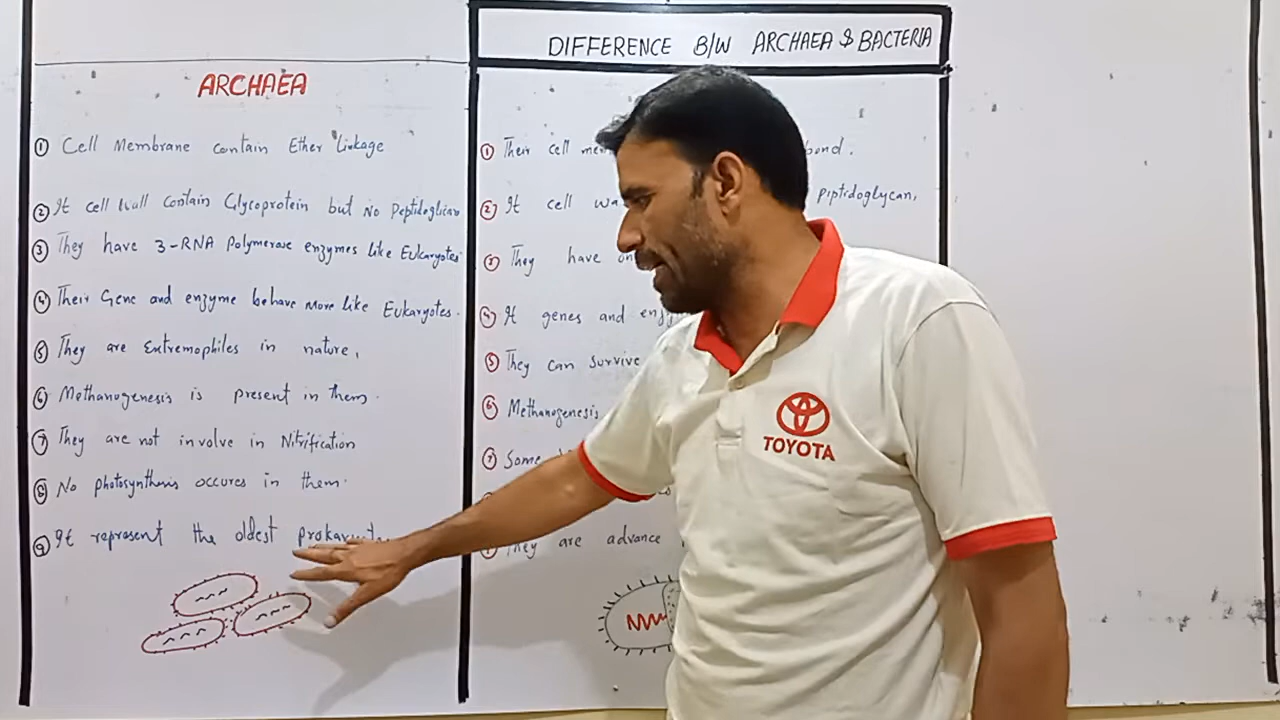 DIFFERENCE B/W ARCHAEA & BACTERIA
ARCHAEA
① Cell Membrane contain Ether Linkage
② It cell wall contain Glycoprotein but no Peptidoglican
③ They have 3-RNA Polymerase enzymes like Eukaryotes
④ Their Gene and enzyme behave more like Eukaryotes.
⑤ They are Extremophiles in nature,
⑥ Methanogenesis is present in them.
⑦ They are not involve in Nitrification
⑧ No photosynthesis occures in them.
⑨ It represent the oldest
① Their cell bond.
② It cell piptidoglycan,
③ They have
④ It genes and
⑤ They can survive
⑥ Methanogenesis
⑦ Some
They are advance
TOYOTA